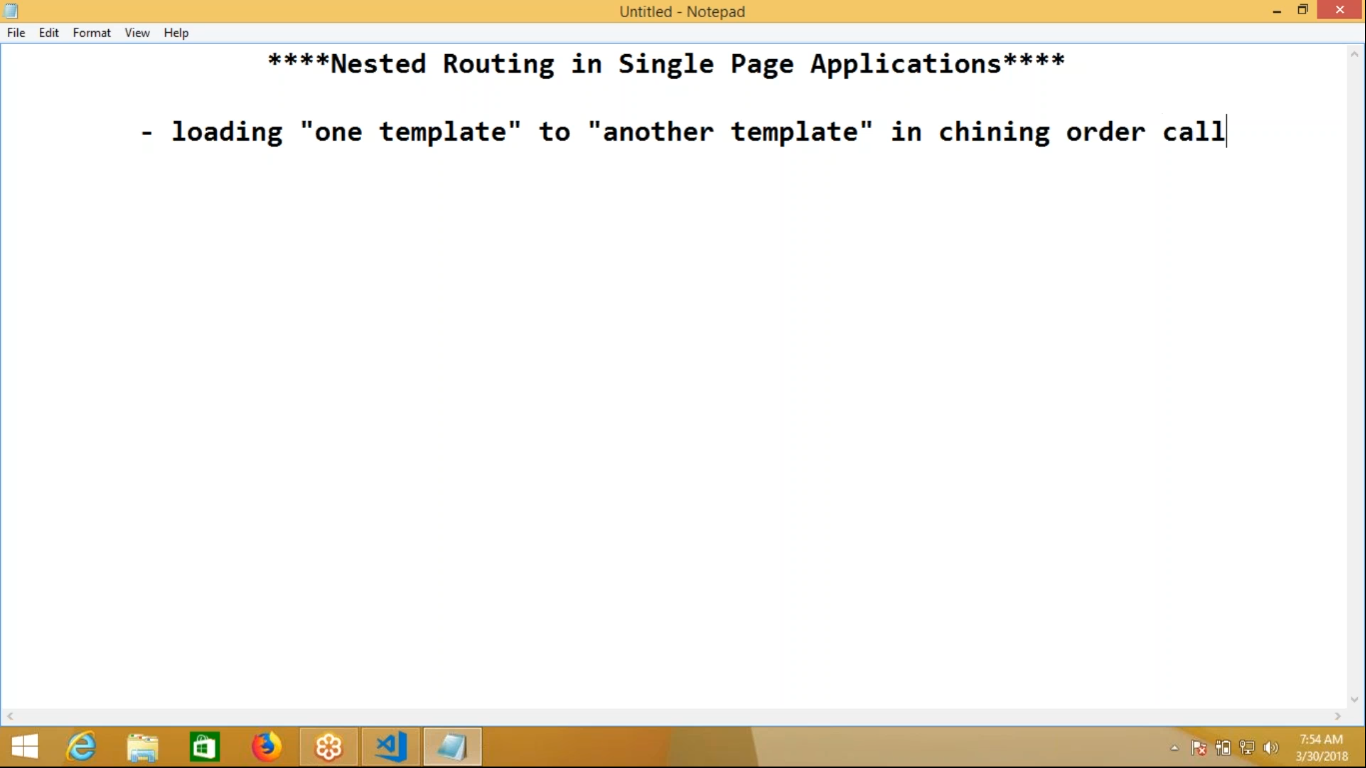 Untitled - Notepad
File Edit Format View Help
****Nested Routing in Single Page Applications****
- loading "one template" to "another template" in chining order call
7:54 AM
3/30/2018